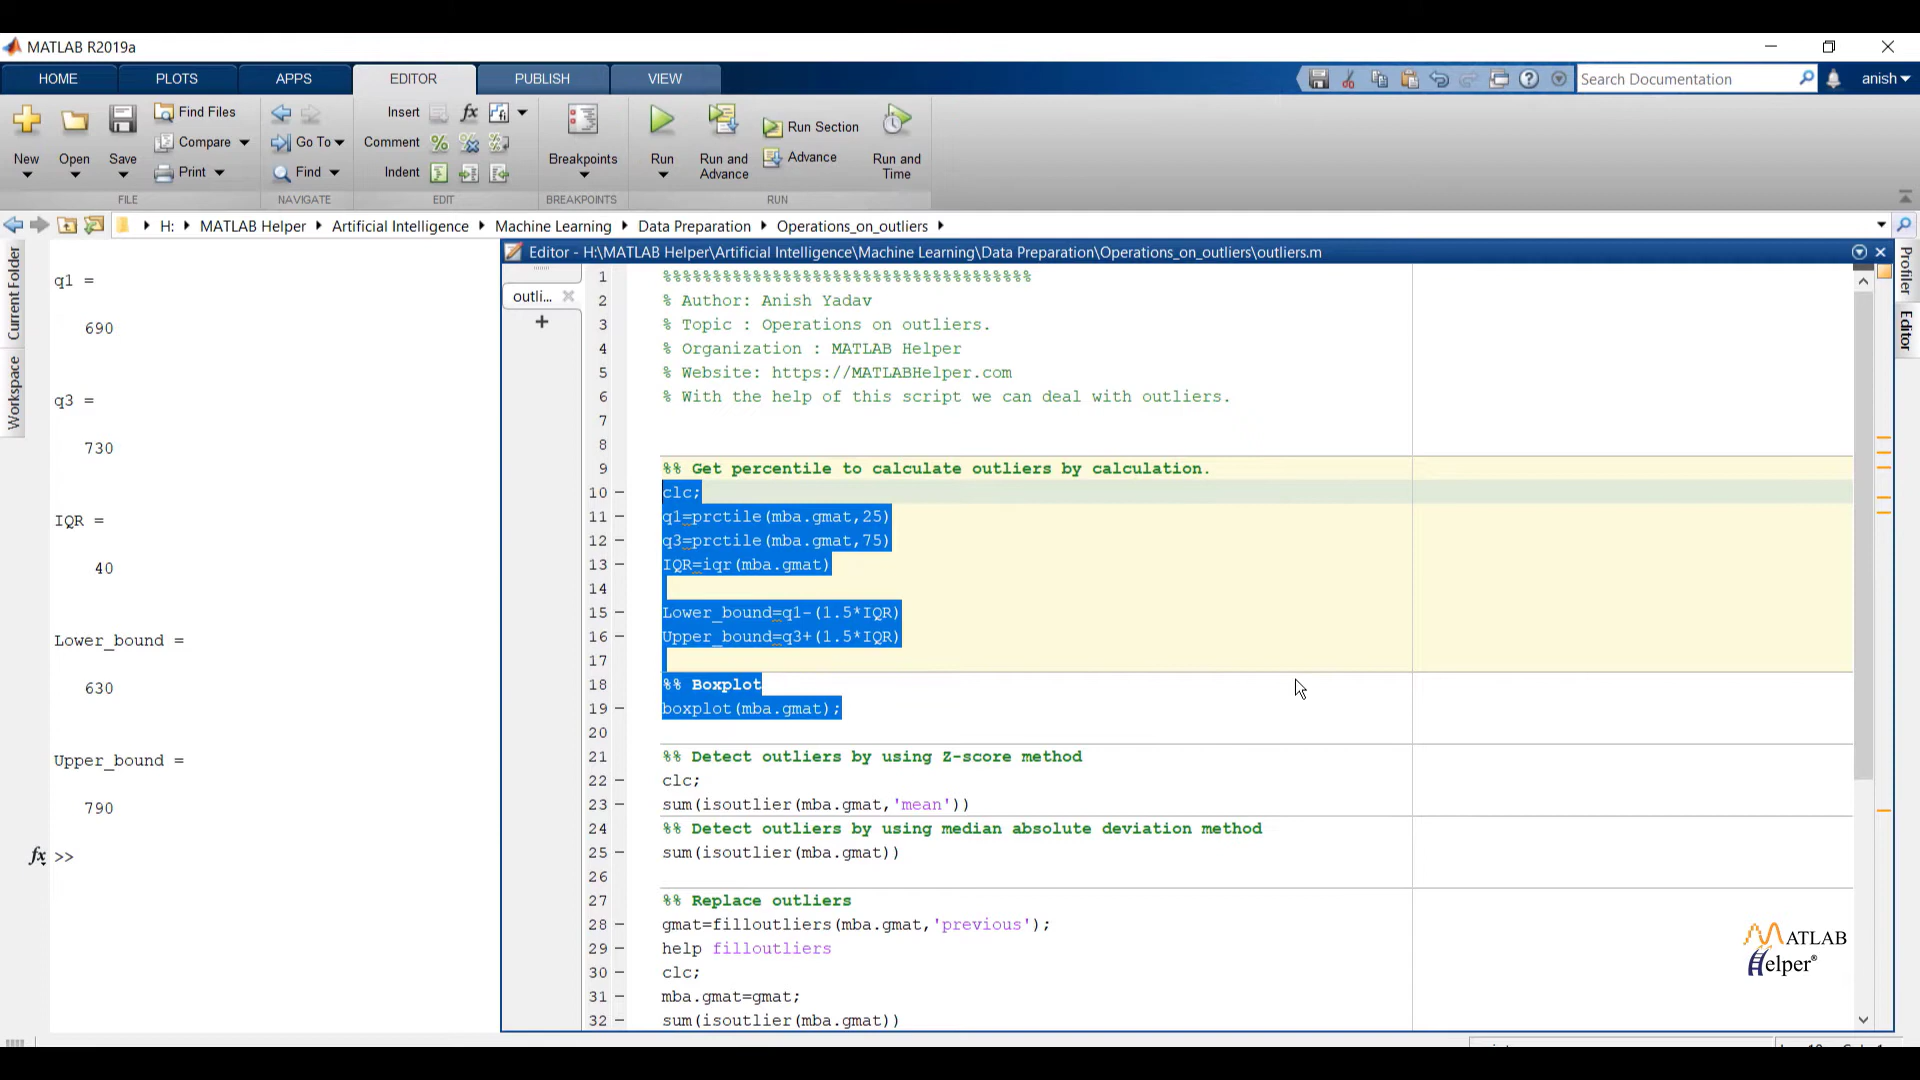 MATLAB R2019a
HOME PLOTS APPS EDITOR PUBLISH VIEW
Search Documentation anish
New Open Save Find Files Compare Print
Go To Find
Insert Comment Indent
Breakpoints
Run Run and Advance Run Section Advance Run and Time
FILE NAVIGATE EDIT BREAKPOINTS RUN
H: MATLAB Helper Artificial Intelligence Machine Learning Data Preparation Operations_on_outliers
Current Folder
Workspace
Profiler
Editor
q1 =
690
q3 =
730
IQR =
40
Lower_bound =
630
Upper_bound =
790
fx >>
Editor - H:\MATLAB Helper\Artificial Intelligence\Machine Learning\Data Preparation\Operations_on_outliers\outliers.m
outli...
1 %%%%%%%%%%%%%%%%%%%%%%%%%%%%%%%%%%%%%
2 % Author: Anish Yadav
3 % Topic : Operations on outliers.
4 % Organization : MATLAB Helper
5 % Website: https://MATLABHelper.com
6 % With the help of this script we can deal with outliers.
7
8
9 %% Get percentile to calculate outliers by calculation.
10 clc;
11 q1=prctile(mba.gmat,25)
12 q3=prctile(mba.gmat,75)
13 IQR=iqr(mba.gmat)
14
15 Lower_bound=q1-(1.5*IQR)
16 Upper_bound=q3+(1.5*IQR)
17
18 %% Boxplot
19 boxplot(mba.gmat);
20
21 %% Detect outliers by using Z-score method
22 clc;
23 sum(isoutlier(mba.gmat,'mean'))
24 %% Detect outliers by using median absolute deviation method
25 sum(isoutlier(mba.gmat))
26
27 %% Replace outliers
28 gmat=filloutliers(mba.gmat,'previous');
29 help filloutliers
30 clc;
31 mba.gmat=gmat;
32 sum(isoutlier(mba.gmat))
MATLAB
Helper®